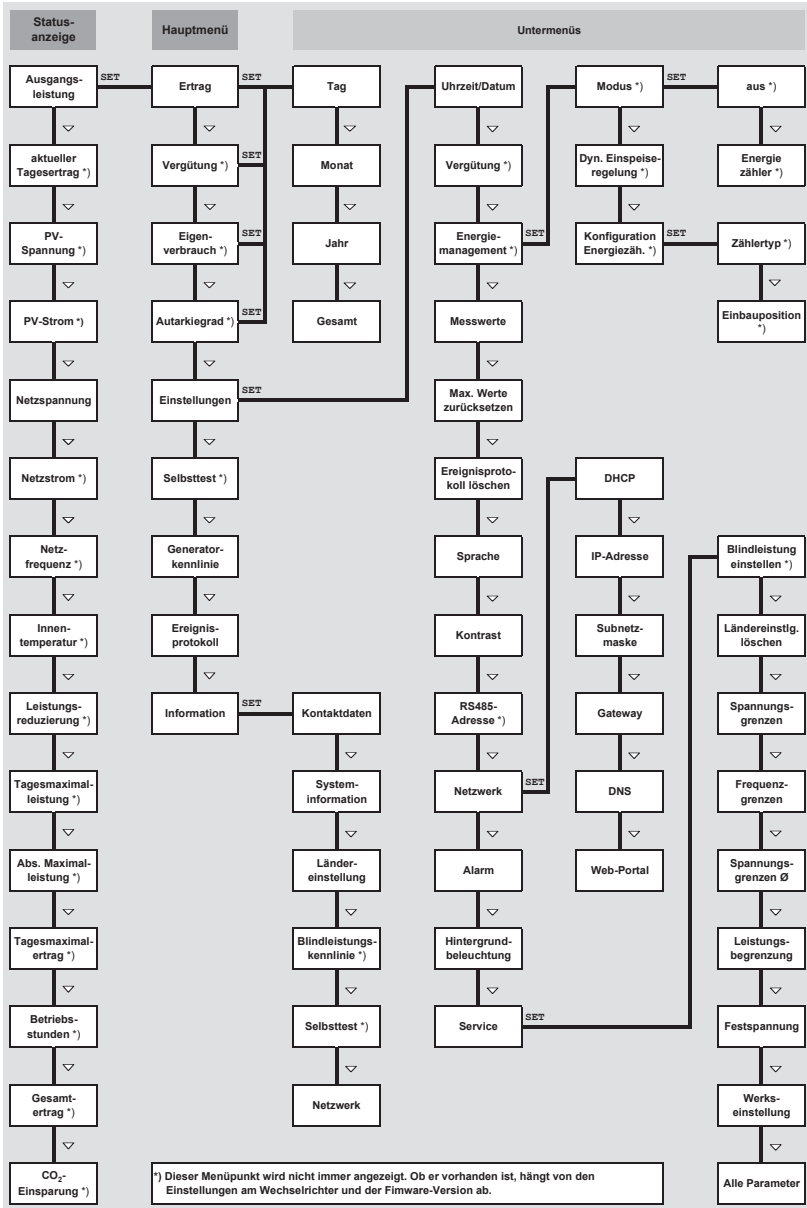 Status-
anzeige
Hauptmenü
Untermenüs
Ausgangs-
leistung
SET
aktueller
Tagesertrag *)
PV-
Spannung *)
PV-Strom *)
Netzspannung
Netzstrom *)
Netz-
frequenz *)
Innen-
temperatur *)
Leistungs-
reduzierung *)
Tagesmaximal-
leistung *)
Abs. Maximal-
leistung *)
Tagesmaximal-
ertrag *)
Betriebs-
stunden *)
Gesamt-
ertrag *)
CO2-
Einsparung *)
Ertrag
SET
Vergütung *)
SET
Eigen-
verbrauch *)
SET
Autarkiegrad *)
SET
Einstellungen
SET
Selbsttest *)
Generator-
kennlinie
Ereignis-
protokoll
Information
SET
Tag
Monat
Jahr
Gesamt
Kontaktdaten
System-
information
Länder-
einstellung
Blindleistungs-
kennlinie *)
Selbsttest *)
Netzwerk
Uhrzeit/Datum
Vergütung *)
Energie-
management *)
SET
Messwerte
Max. Werte
zurücksetzen
Ereignisproto-
koll löschen
Sprache
Kontrast
RS485-
Adresse *)
Netzwerk
SET
Alarm
Hintergrund-
beleuchtung
Service
SET
Modus *)
SET
Dyn. Einspeise-
regelung *)
Konfiguration
Energiezäh. *)
SET
DHCP
IP-Adresse
Subnetz-
maske
Gateway
DNS
Web-Portal
aus *)
Energie
zähler *)
Zählertyp *)
Einbauposition
*)
Blindleistung
einstellen *)
Ländereinstlg.
löschen
Spannungs-
grenzen
Frequenz-
grenzen
Spannungs-
grenzen Ø
Leistungs-
begrenzung
Festspannung
Werks-
einstellung
Alle Parameter
*) Dieser Menüpunkt wird nicht immer angezeigt. Ob er vorhanden ist, hängt von den
Einstellungen am Wechselrichter und der Fimware-Version ab.